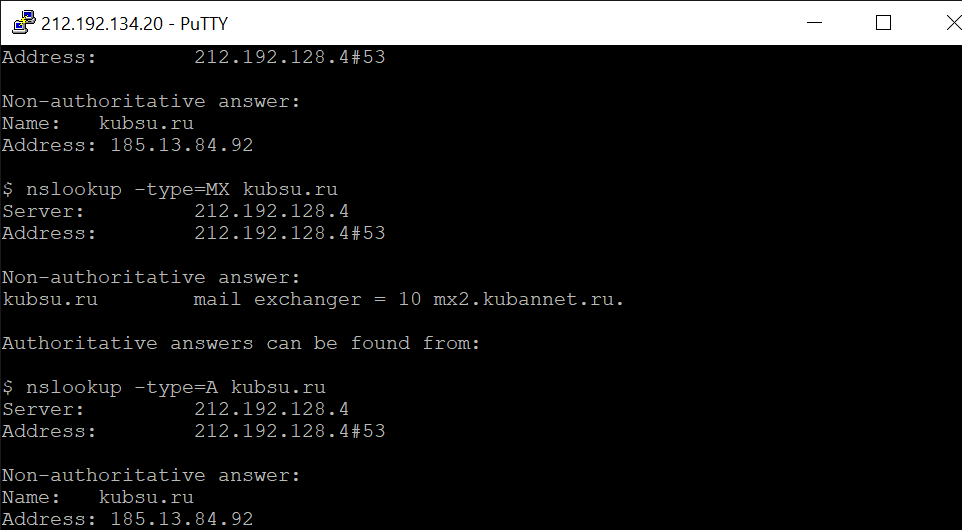 212.192.134.20 - PuTTY
Address:        212.192.128.4#53
Non-authoritative answer:
Name:   kubsu.ru
Address: 185.13.84.92
$ nslookup -type=MX kubsu.ru
Server:         212.192.128.4
Address:        212.192.128.4#53
Non-authoritative answer:
kubsu.ru        mail exchanger = 10 mx2.kubannet.ru.
Authoritative answers can be found from:
$ nslookup -type=A kubsu.ru
Server:         212.192.128.4
Address:        212.192.128.4#53
Non-authoritative answer:
Name:   kubsu.ru
Address: 185.13.84.92